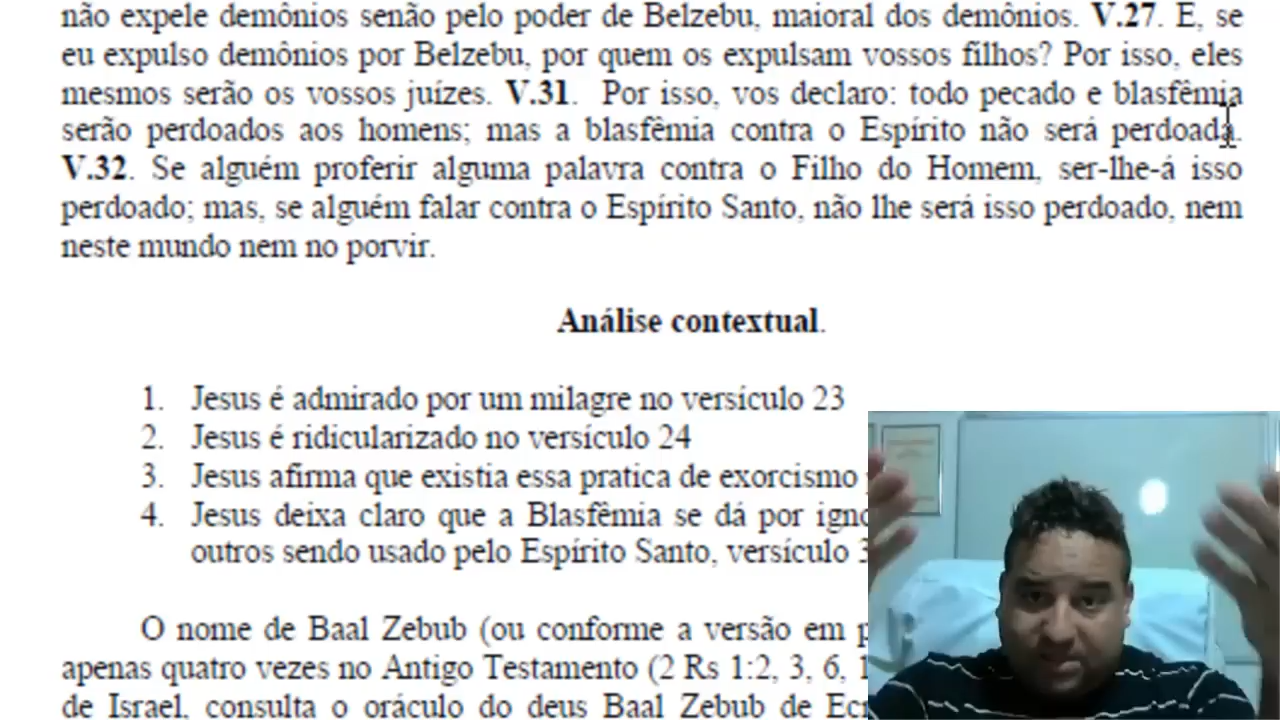 não expele demônios senão pelo poder de Belzebu, maioral dos demônios. V.27. E, se
eu expulso demônios por Belzebu, por quem os expulsam vossos filhos? Por isso, eles
mesmos serão os vossos juízes. V.31. Por isso, vos declaro: todo pecado e blasfêmia
serão perdoados aos homens; mas a blasfêmia contra o Espírito não será perdoada.
V.32. Se alguém proferir alguma palavra contra o Filho do Homem, ser-lhe-á isso
perdoado; mas, se alguém falar contra o Espírito Santo, não lhe será isso perdoado, nem
neste mundo nem no porvir.
Análise contextual.
1. Jesus é admirado por um milagre no versículo 23
2. Jesus é ridicularizado no versículo 24
3. Jesus afirma que existia essa pratica de exorcismo
4. Jesus deixa claro que a Blasfêmia se dá por
outros sendo usado pelo Espírito Santo, versículo
O nome de Baal Zebub (ou conforme a versão em
apenas quatro vezes no Antigo Testamento (2 Rs 1:2, 3, 6,
de Israel, consulta o oráculo do deus Baal Zebub de